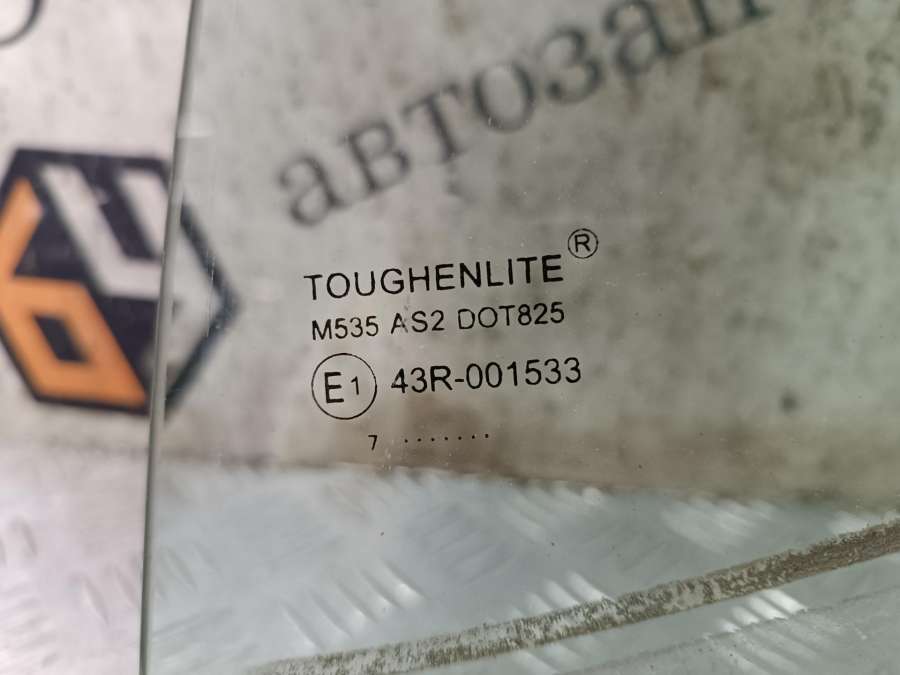 автозап
TOUGHENLITE®
M535 AS2 DOT825
E1 43R-001533
7 .......